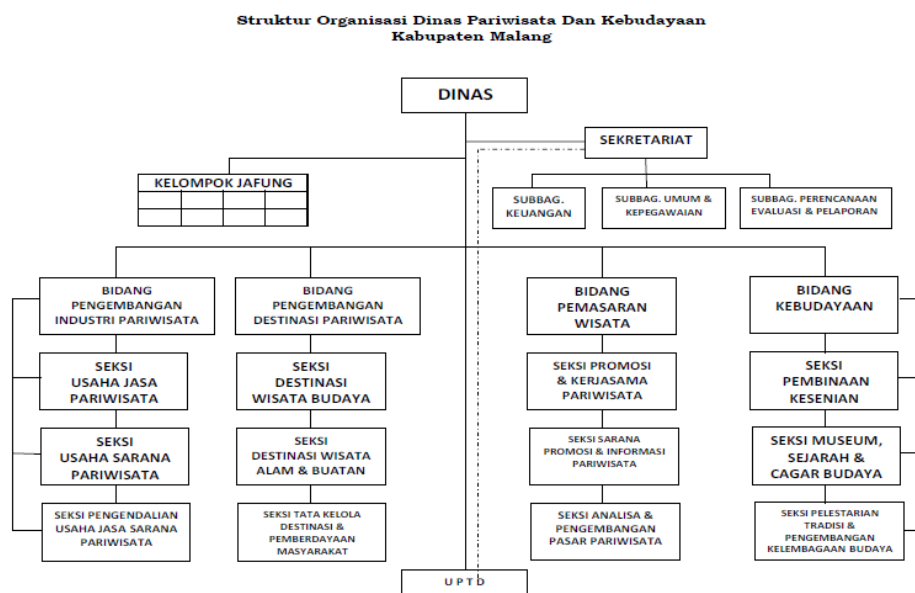 Struktur Organisasi Dinas Pariwisata Dan Kebudayaan
Kabupaten Malang
DINAS
SEKRETARIAT
KELOMPOK JAFUNG
SUBBAG.
KEUANGAN
SUBBAG. UMUM &
KEPEGAWAIAN
SUBBAG. PERENCANAAN
EVALUASI & PELAPORAN
BIDANG
PENGEMBANGAN
INDUSTRI PARIWISATA
BIDANG
PENGEMBANGAN
DESTINASI PARIWISATA
BIDANG
PEMASARAN
WISATA
BIDANG
KEBUDAYAAN
SEKSI
USAHA JASA
PARIWISATA
SEKSI
DESTINASI
WISATA BUDAYA
SEKSI PROMOSI
& KERJASAMA
PARIWISATA
SEKSI
PEMBINAAN
KESENIAN
SEKSI
USAHA SARANA
PARIWISATA
SEKSI
DESTINASI WISATA
ALAM & BUATAN
SEKSI SARANA
PROMOSI & INFORMASI
PARIWISATA
SEKSI MUSEUM,
SEJARAH &
CAGAR BUDAYA
SEKSI PENGENDALIAN
USAHA JASA SARANA
PARIWISATA
SEKSI TATA KELOLA
DESTINASI &
PEMBERDAYAAN
MASYARAKAT
SEKSI ANALISA &
PENGEMBANGAN
PASAR PARIWISATA
SEKSI PELESTARIAN
TRADISI &
PENGEMBANGAN
KELEMBAGAAN BUDAYA
U P T D